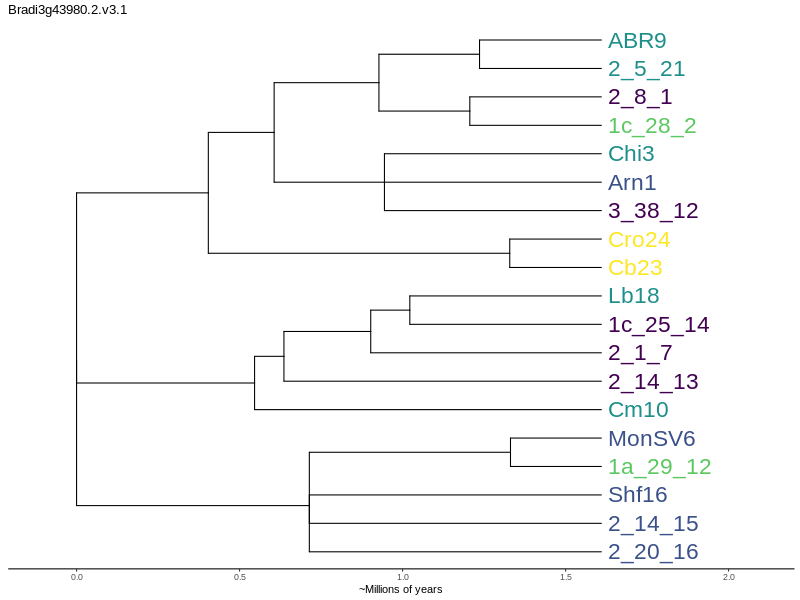 Bradi3g43980.2.v3.1
ABR9
2_5_21
2_8_1
1c_28_2
Chi3
Arn1
3_38_12
Cro24
Cb23
Lb18
1c_25_14
2_1_7
2_14_13
Cm10
MonSV6
1a_29_12
Shf16
2_14_15
2_20_16
0.0 0.5 1.0 1.5 2.0
~Millions of years